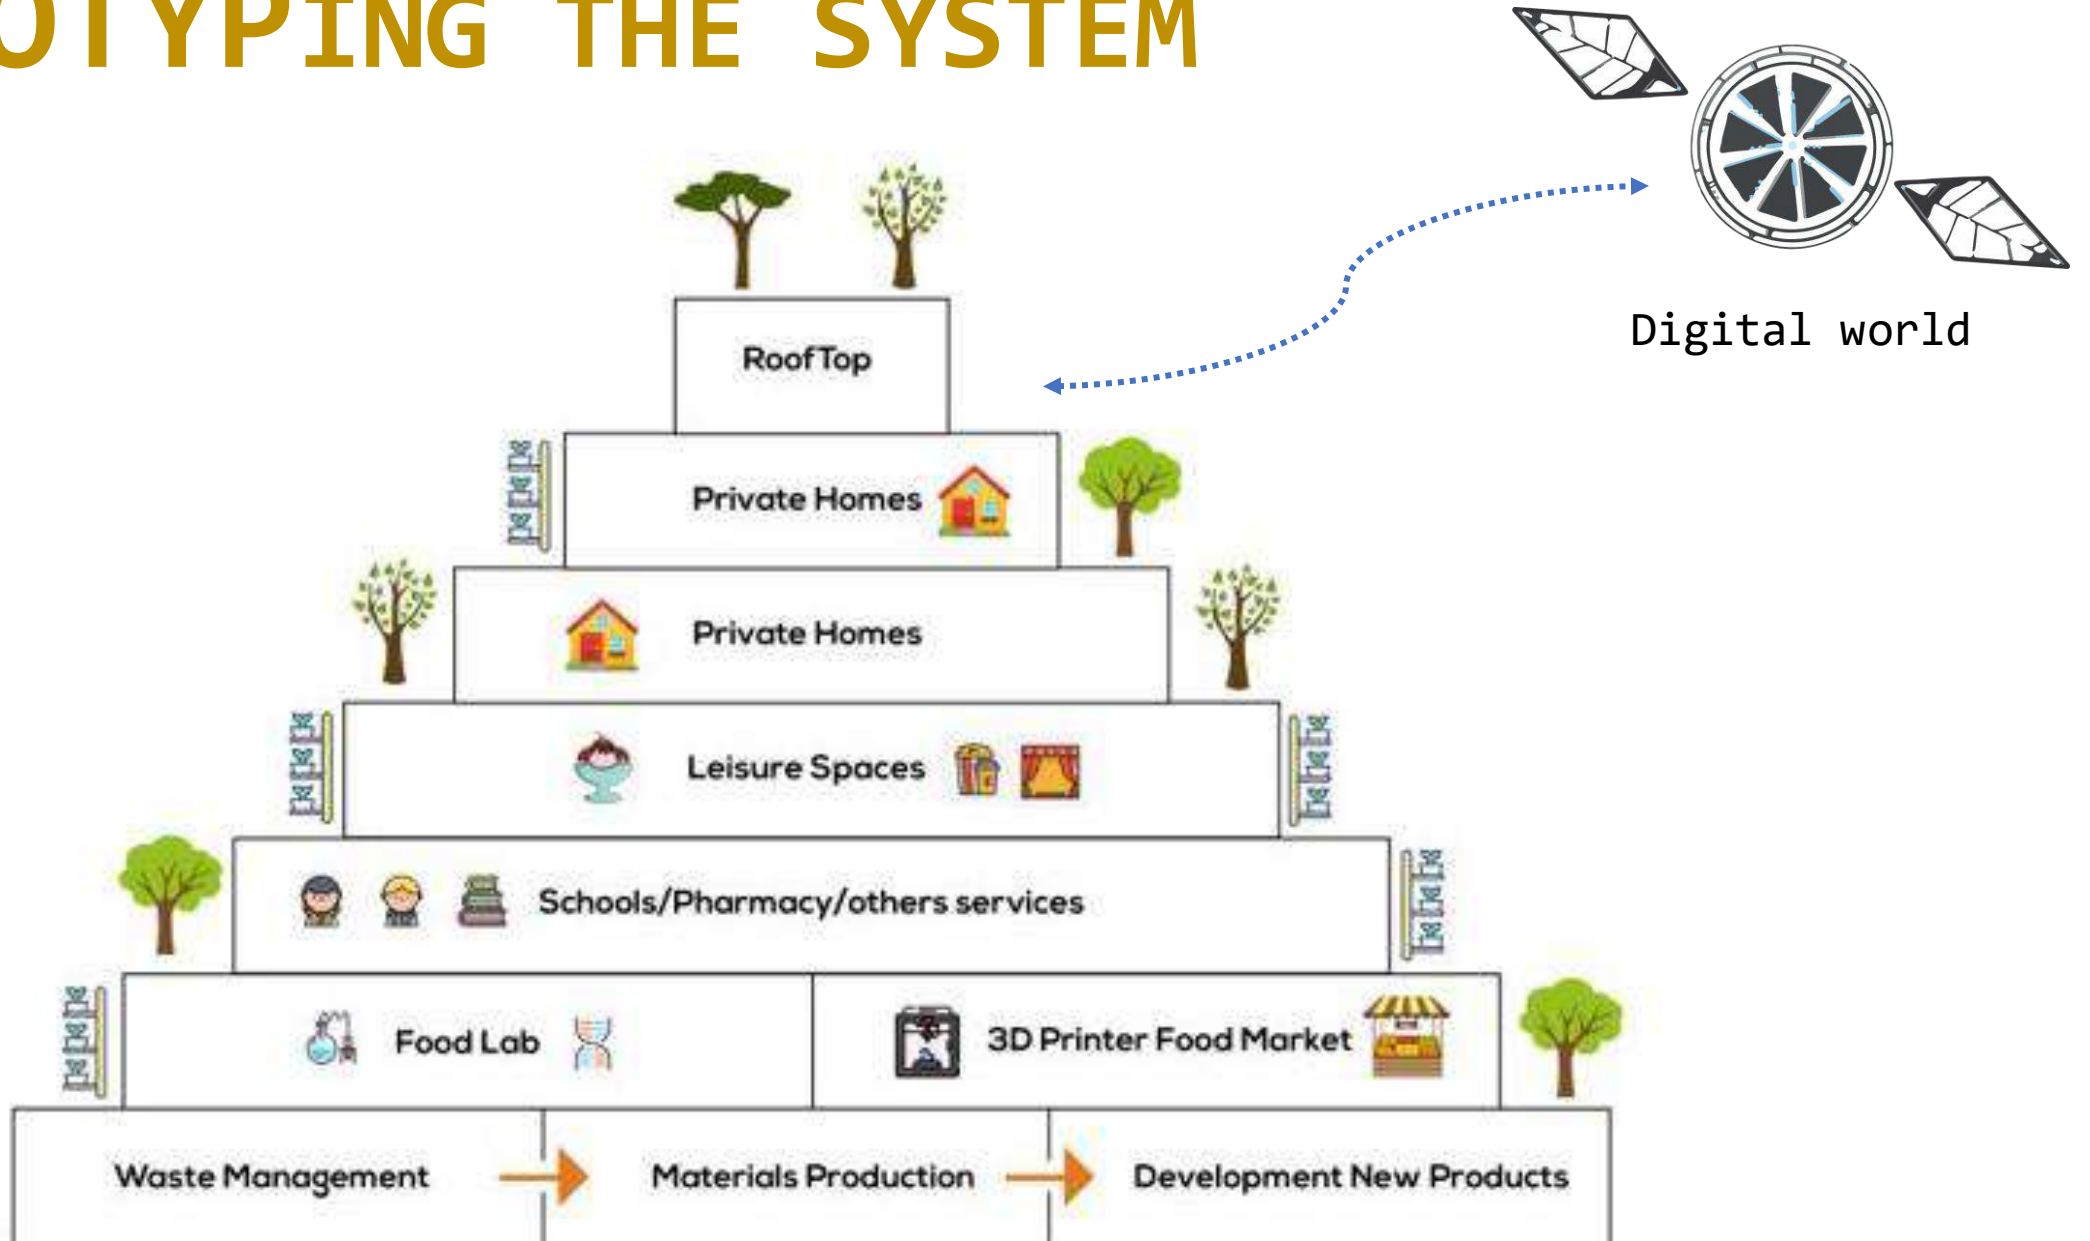 OTYPING THE SYSTEM
Digital world
RoofTop
Private Homes
Private Homes
Leisure Spaces
Schools/Pharmacy/others services
Food Lab
3D Printer Food Market
Waste Management
Materials Production
Development New Products